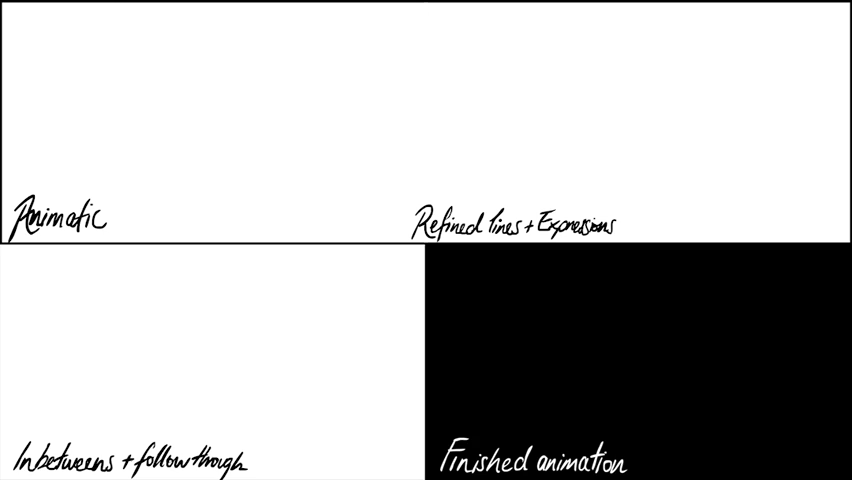 Animatic
Refined lines + Expressions
Inbetweens + follow through
Finished animation